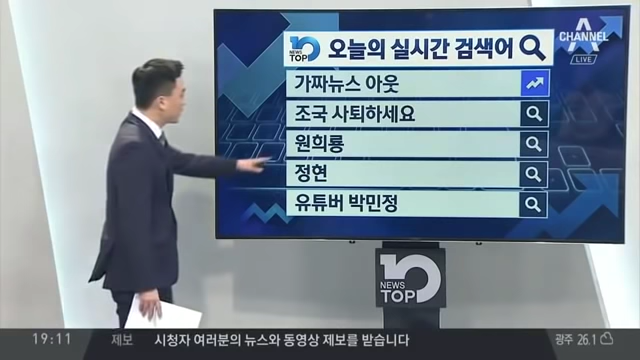 NEWS TOP 10 오늘의 실시간 검색어
CHANNEL A
LIVE
가짜뉴스 아웃
조국 사퇴하세요
원희룡
정현
유튜버 박민정
10
NEWS
TOP
19:11 제보 시청자 여러분의 뉴스와 동영상 제보를 받습니다 광주 26.1